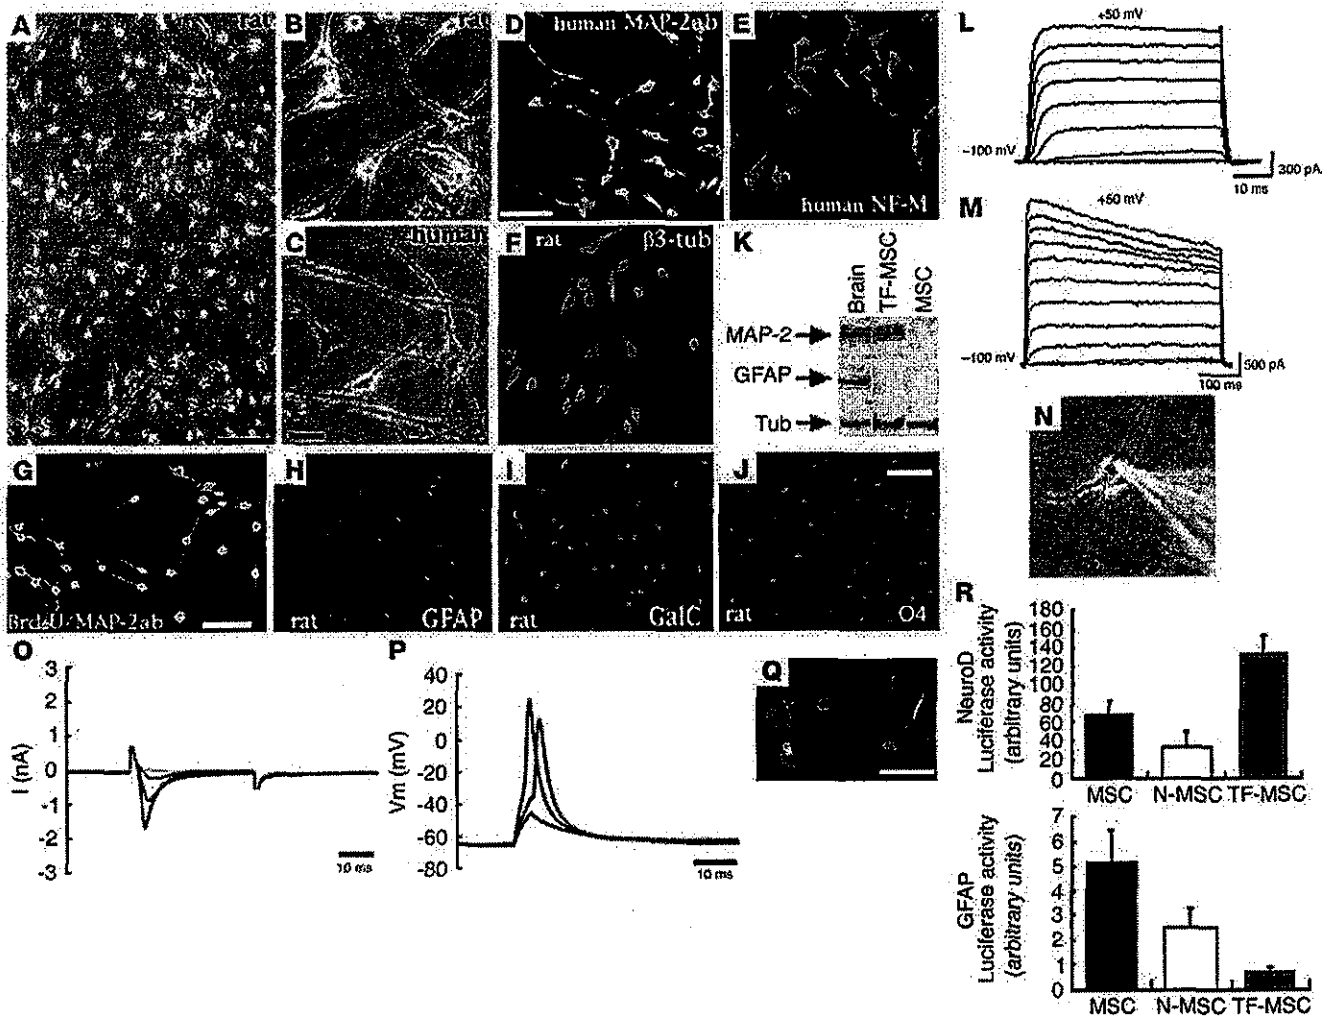 A
rat
B
rat
C
human
D
human MAP-2ab
E
human NF-M
F
rat
β3-tub
G
BrdU/MAP-2ab
H
rat
GFAP
I
rat
GalC
J
rat
O4
K
Brain
TF-MSC
MSC
MAP-2
GFAP
Tub
L
+50 mV
-100 mV
300 pA
10 ms
M
-100 mV
500 pA
100 ms
N
O
I (nA)
3
2
1
0
-1
-2
-3
10 ms
P
Vm (mV)
40
20
0
-20
-40
-60
-80
10 ms
Q
R
NeuroD
Luciferase activity
(arbitrary units)
180
160
140
120
100
80
60
40
20
0
MSC N-MSC TF-MSC
GFAP
Luciferase activity
(arbitrary units)
7
6
5
4
3
2
1
0
MSC N-MSC TF-MSC